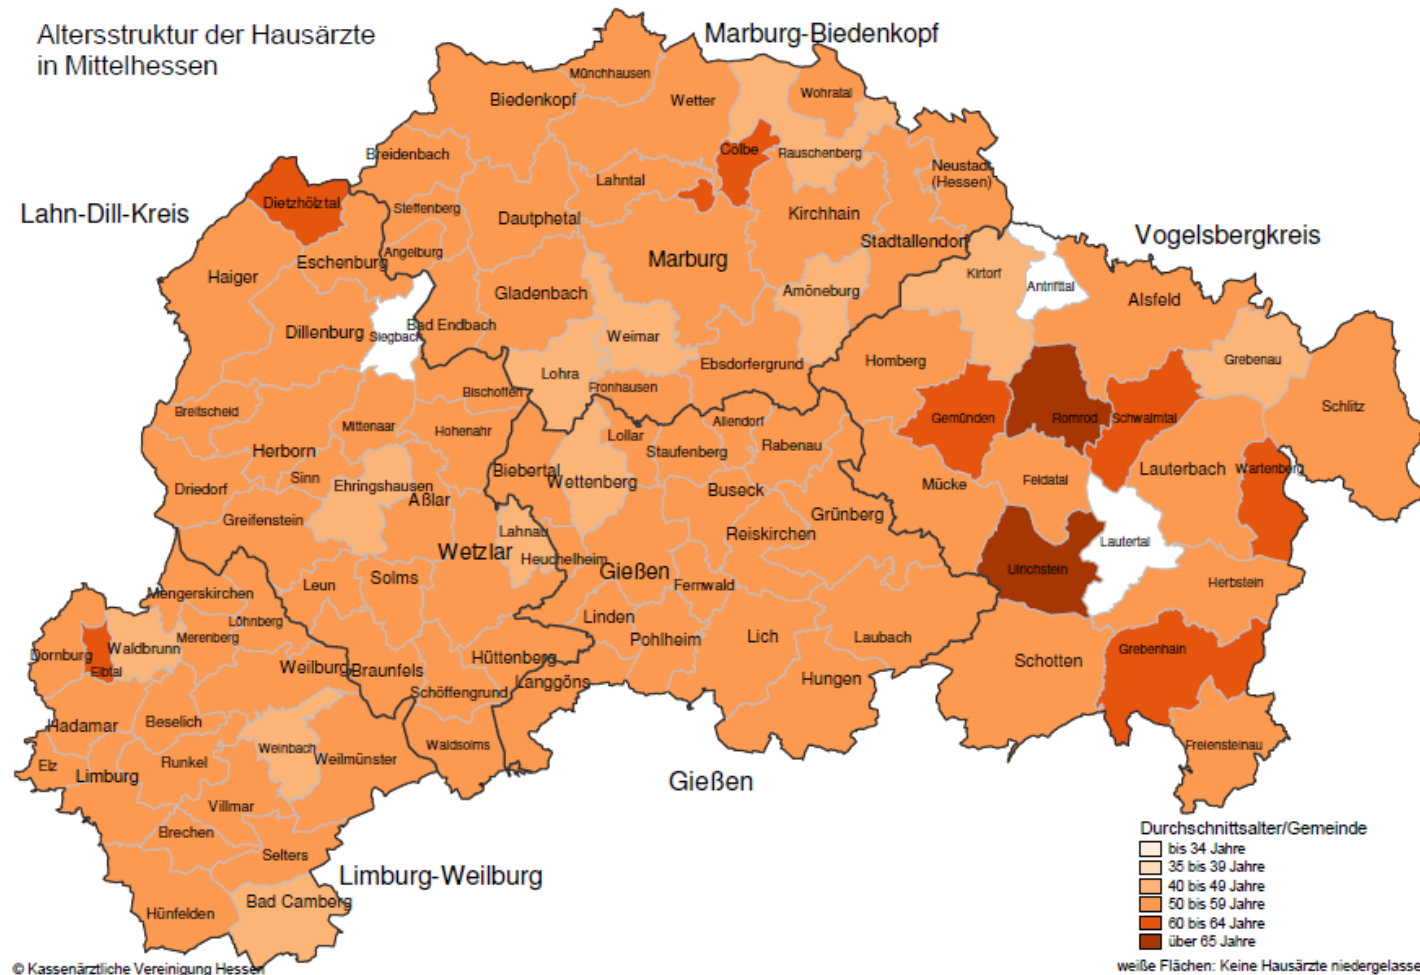 Altersstruktur der Hausärzte
in Mittelhessen
Marburg-Biedenkopf
Münchhausen
Biedenkopf
Wetter
Wohratal
Breidenbach
Cölbe
Rauschenberg
Neustadt
(Hessen)
Lahntal
Dietzhölztal
Steffenberg
Lahn-Dill-Kreis
Dautphetal
Kirchhain
Stadtallendorf
Vogelsbergkreis
Angelburg
Eschenburg
Marburg
Haiger
Kirtorf
Antrifttal
Alsfeld
Gladenbach
Amöneburg
Dillenburg
Siegbach
Bad Endbach
Weimar
Homberg
Grebenau
Ebsdorfergrund
Lohra
Fronhausen
Bischoffen
Schlitz
Breitscheid
Mittenaar
Hohenahr
Allendorf
Gemünden
Romrod
Schwalmtal
Lollar
Rabenau
Herborn
Staufenberg
Biebertal
Lauterbach
Wartenberg
Sinn
Wettenberg
Feldatal
Driedorf
Ehringshausen
Mücke
Buseck
Aßlar
Grünberg
Greifenstein
Reiskirchen
Lahnau
Lautertal
Wetzlar
Heuchelheim
Gießen
Ulrichstein
Solms
Leun
Fernwald
Herbstein
Mengerskirchen
Löhnberg
Linden
Merenberg
Pohlheim
Lich
Laubach
Waldbrunn
Dornburg
Elbtal
Hüttenberg
Schotten
Grebenhain
Weilburg
Braunfels
Langgöns
Hungen
Schöffengrund
Hadamar
Beselich
Weinbach
Waldsolms
Freiensteinau
Elz
Runkel
Weilmünster
Limburg
Gießen
Villmar
Brechen
Selters
Limburg-Weilburg
Bad Camberg
Hünfelden
Durchschnittsalter/Gemeinde
bis 34 Jahre
35 bis 39 Jahre
40 bis 49 Jahre
50 bis 59 Jahre
60 bis 64 Jahre
über 65 Jahre
© Kassenärztliche Vereinigung Hessen
weiße Flächen: Keine Hausärzte niedergelasse